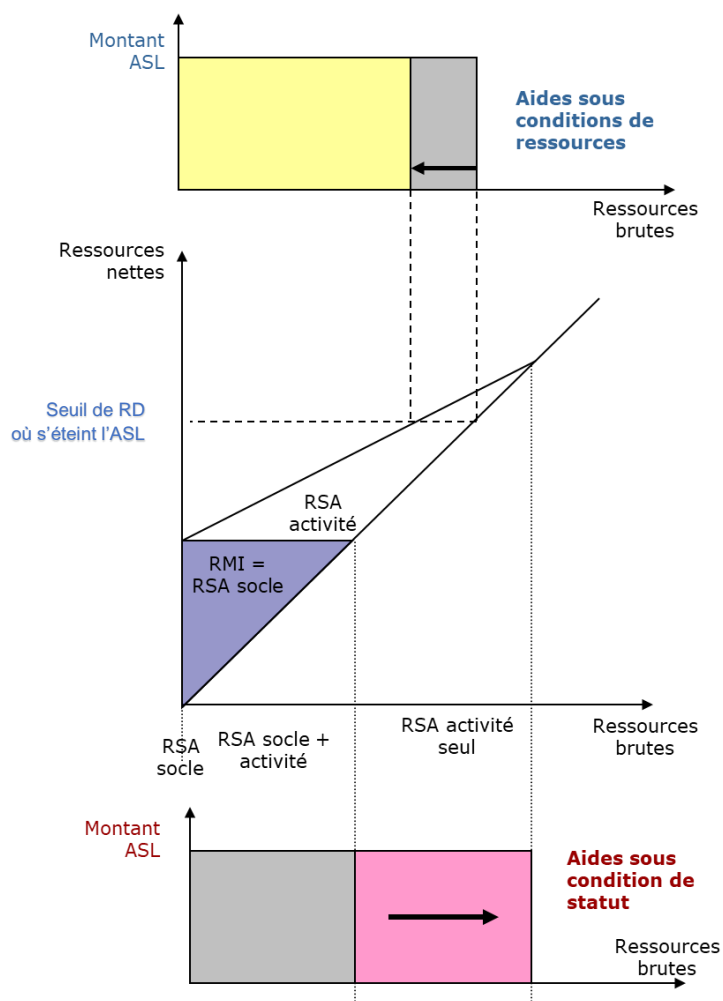 Montant
ASL
Aides sous
conditions de
ressources
Ressources
brutes
Ressources
nettes
Seuil de RD
où s’éteint l’ASL
RSA
activité
RMI =
RSA socle
RSA
socle
RSA socle +
activité
RSA activité
seul
Ressources
brutes
Montant
ASL
Aides sous
condition de
statut
Ressources
brutes